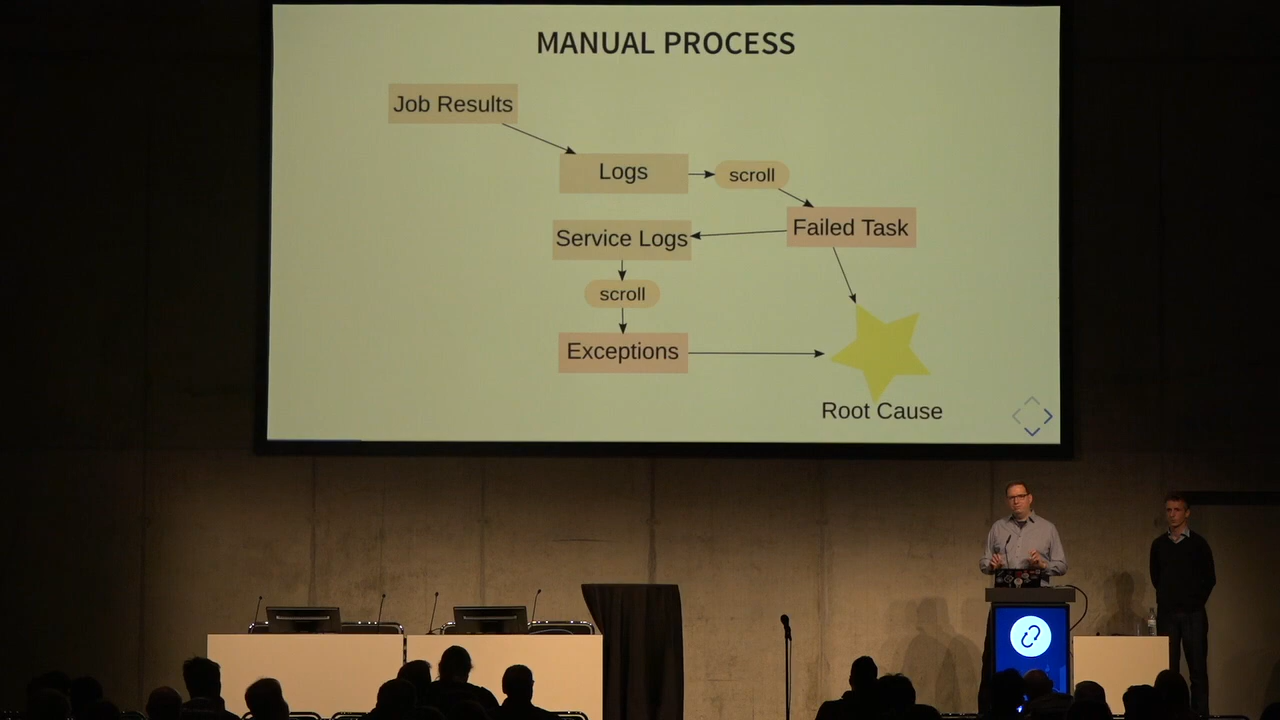 MANUAL PROCESS
Job Results
Logs
scroll
Failed Task
Service Logs
scroll
Exceptions
Root Cause